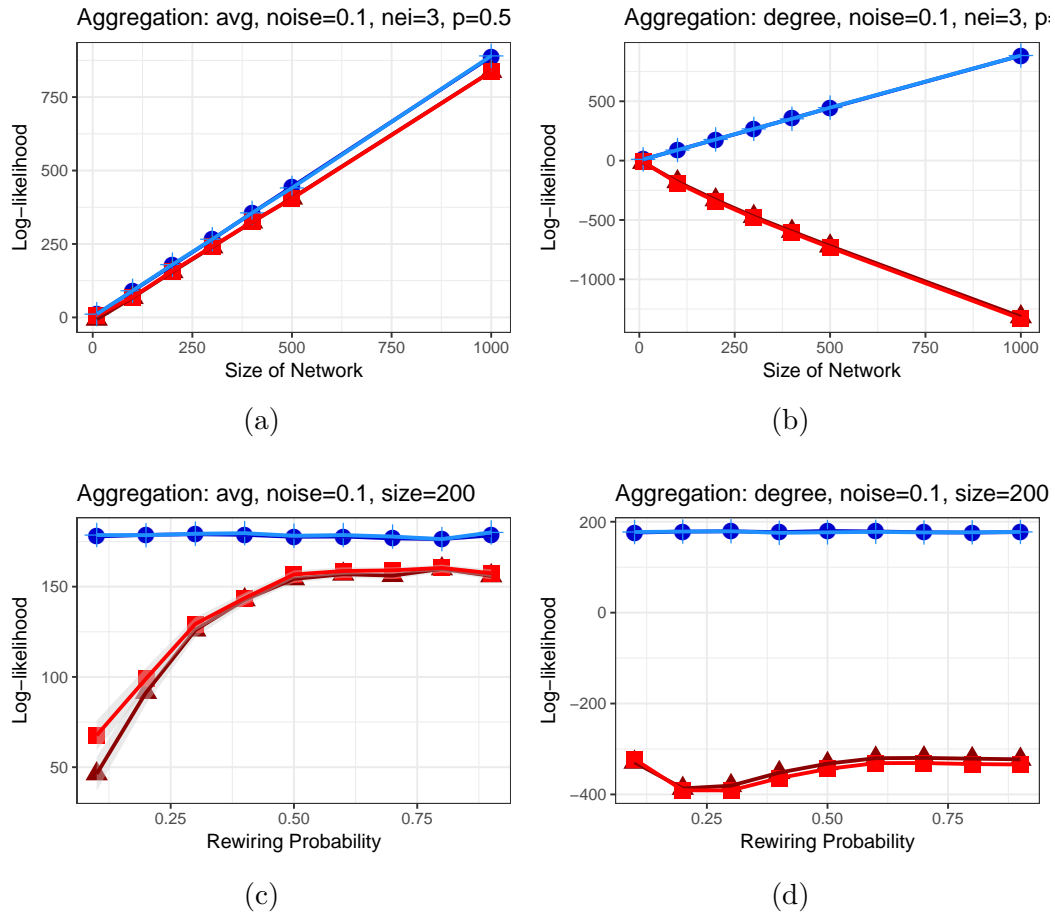 Aggregation: avg, noise=0.1, nei=3, p=0.5
Log−likelihood
750
500
250
0
0 250 500 750 1000
Size of Network
(a)
Aggregation: degree, noise=0.1, nei=3, p=
Log−likelihood
500
0
−500
−1000
0 250 500 750 1000
Size of Network
(b)
Aggregation: avg, noise=0.1, size=200
Log−likelihood
150
100
50
0.25 0.50 0.75
Rewiring Probability
(c)
Aggregation: degree, noise=0.1, size=200
Log−likelihood
200
0
−200
−400
0.25 0.50 0.75
Rewiring Probability
(d)